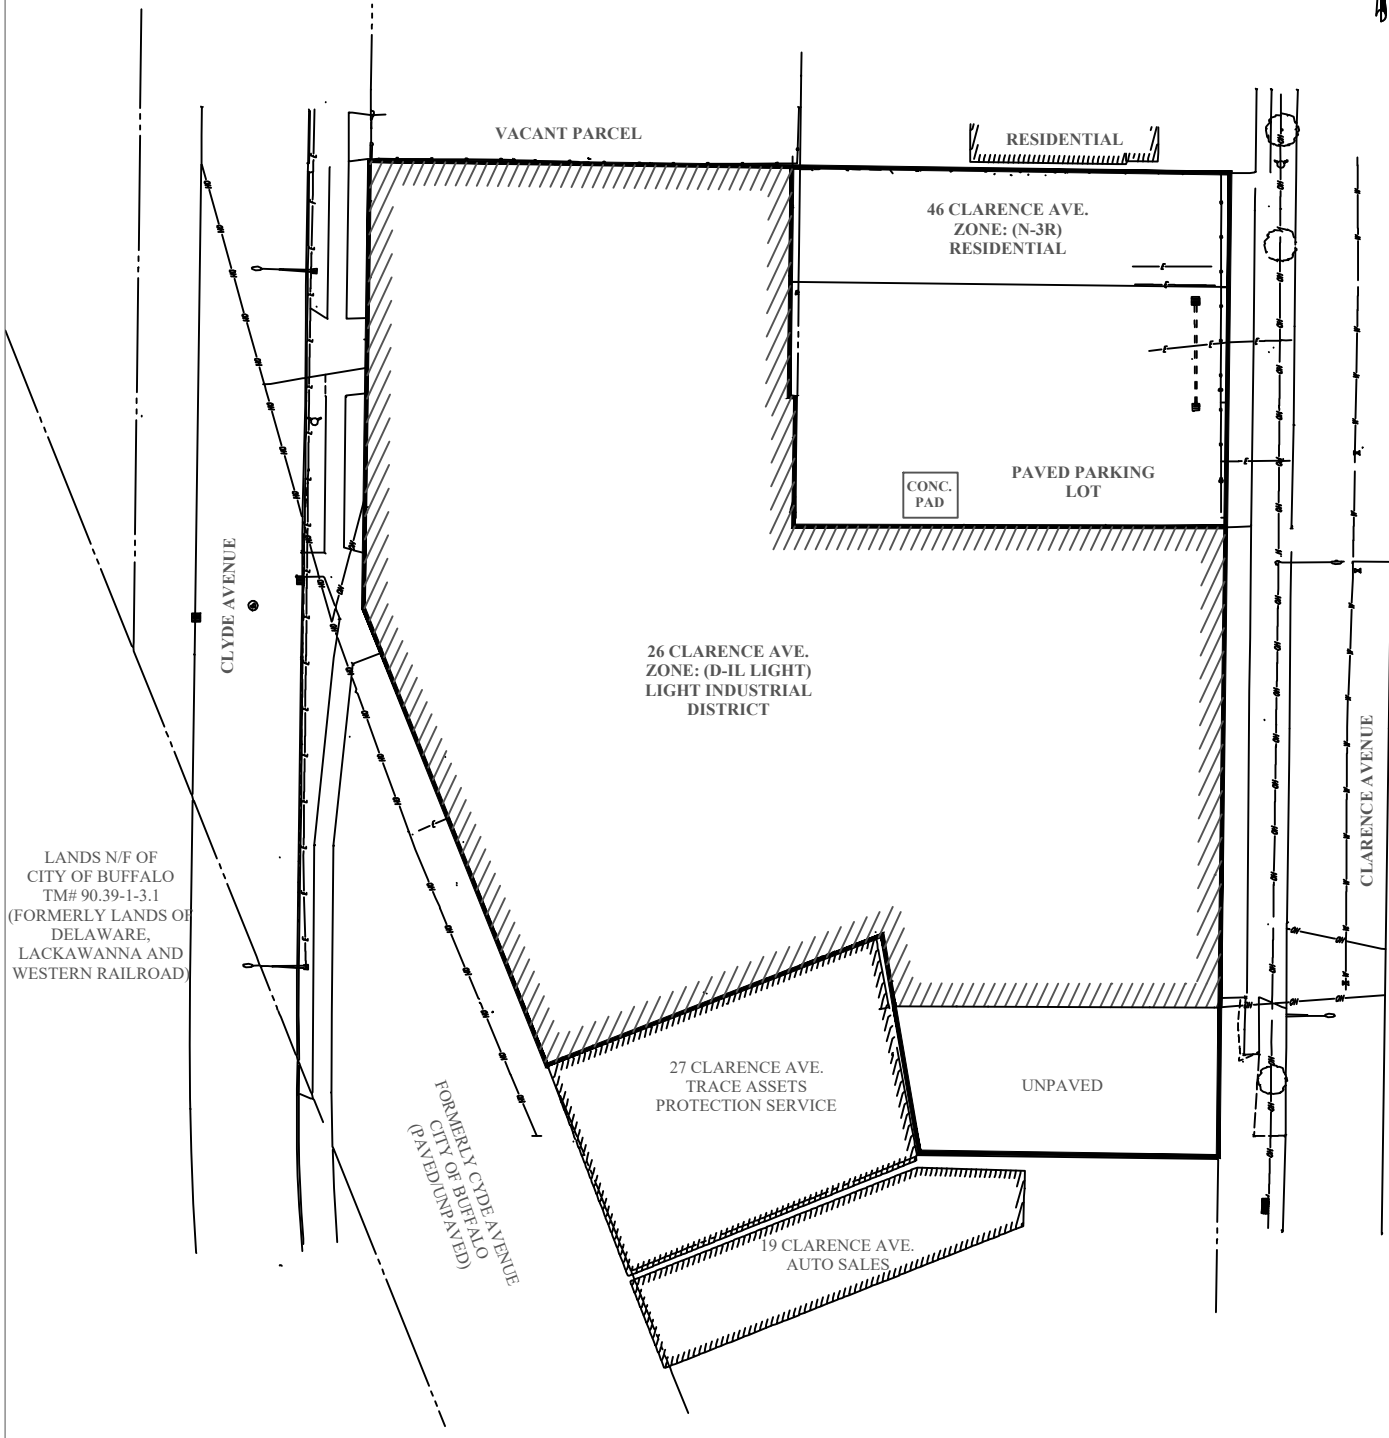 VACANT PARCEL
RESIDENTIAL
46 CLARENCE AVE.
ZONE: (N-3R)
RESIDENTIAL
CONC.
PAD
PAVED PARKING
LOT
CLYDE AVENUE
26 CLARENCE AVE.
ZONE: (D-IL LIGHT)
LIGHT INDUSTRIAL
DISTRICT
CLARENCE AVENUE
LANDS N/F OF
CITY OF BUFFALO
TM# 90.39-1-3.1
(FORMERLY LANDS OF
DELAWARE,
LACKAWANNA AND
WESTERN RAILROAD)
27 CLARENCE AVE.
TRACE ASSETS
PROTECTION SERVICE
UNPAVED
FORMERLY CYDE AVENUE
CITY OF BUFFALO
(PAVED/UNPAVED)
19 CLARENCE AVE.
AUTO SALES